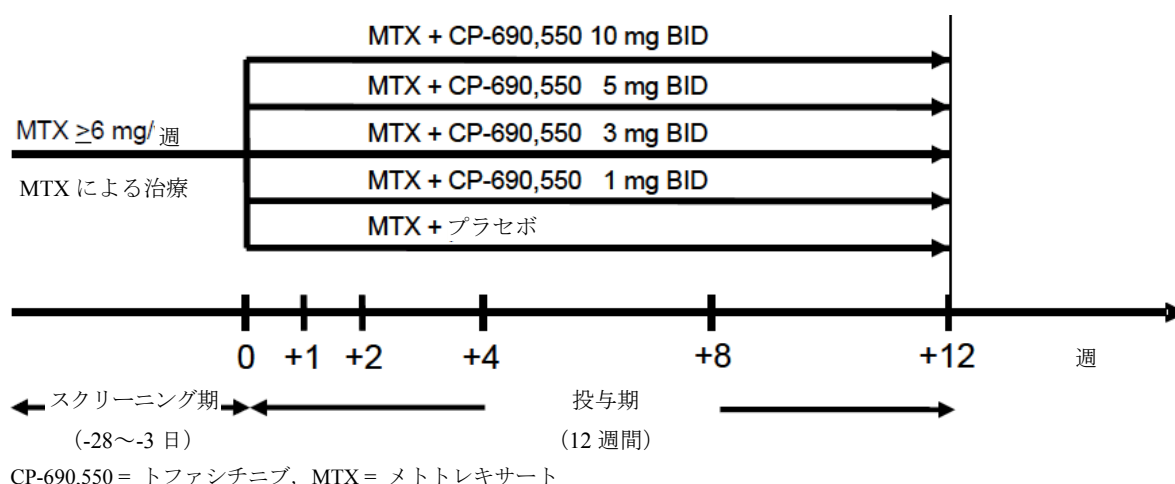 MTX + CP-690,550 10 mg BID
MTX + CP-690,550 5 mg BID
MTX ≥6 mg/ 週
MTX + CP-690,550 3 mg BID
MTX による治療
MTX + CP-690,550 1 mg BID
MTX + プラセボ
0 +1 +2 +4 +8 +12 週
スクリーニング期 投与期
（-28～-3 日） （12 週間）
CP-690,550 = トファシチニブ，MTX = メトトレキサート